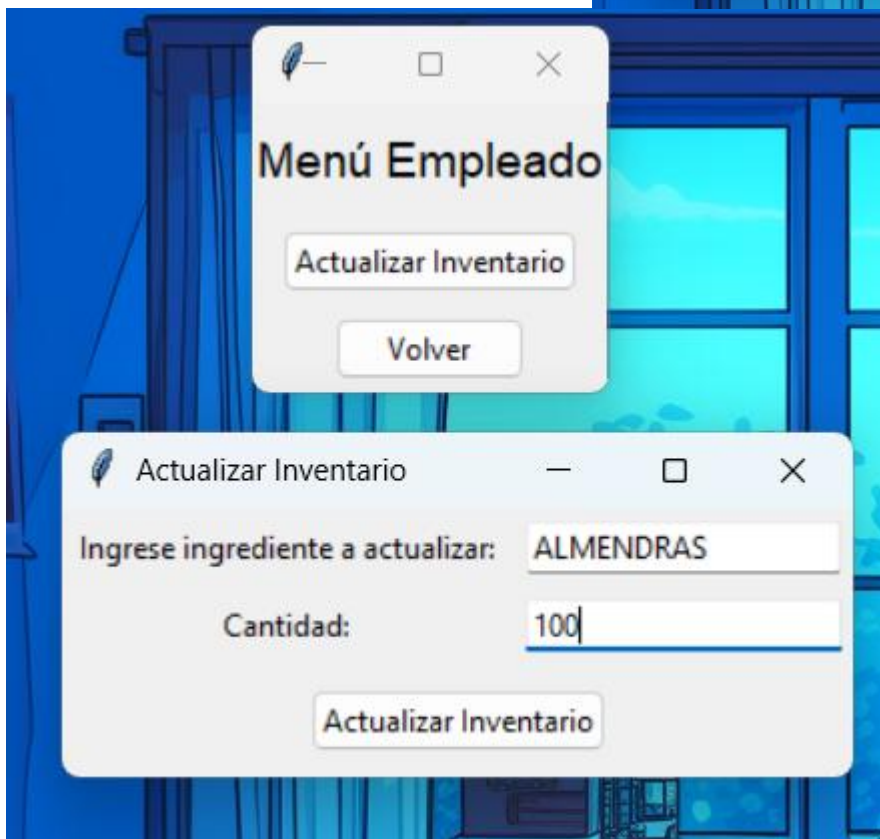 Menú Empleado
Actualizar Inventario
Volver
Actualizar Inventario
Ingrese ingrediente a actualizar: ALMENDRAS
Cantidad: 100
Actualizar Inventario